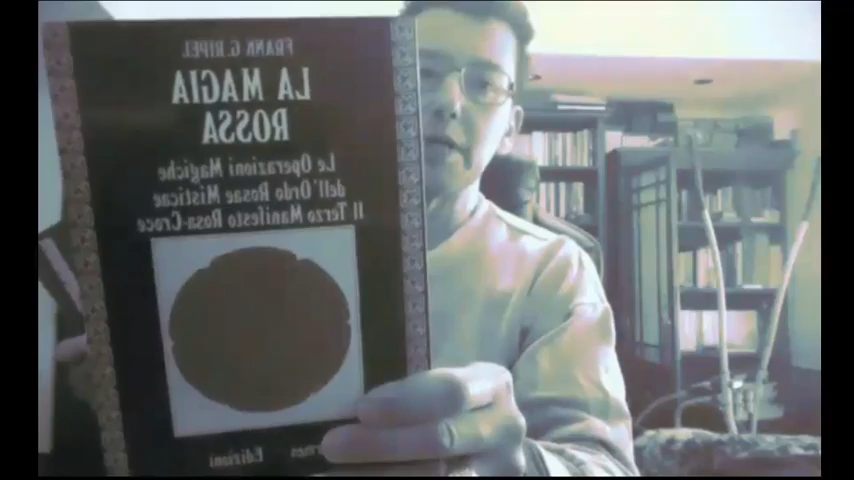 FRANK G. RIPEL
LA MAGIA
ROSSA
Le Operazioni Magiche
dell'Ordo Rosae Misticae
Il Terzo Manifesto Rosa-Croce
Edizioni